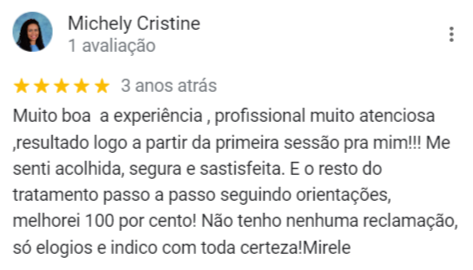 Michely Cristine
1 avaliação
3 anos atrás
Muito boa a experiência , profissional muito atenciosa
,resultado logo a partir da primeira sessão pra mim!!! Me
senti acolhida, segura e sastisfeita. E o resto do
tratamento passo a passo seguindo orientações,
melhorei 100 por cento! Não tenho nenhuma reclamação,
só elogios e indico com toda certeza!Mirele